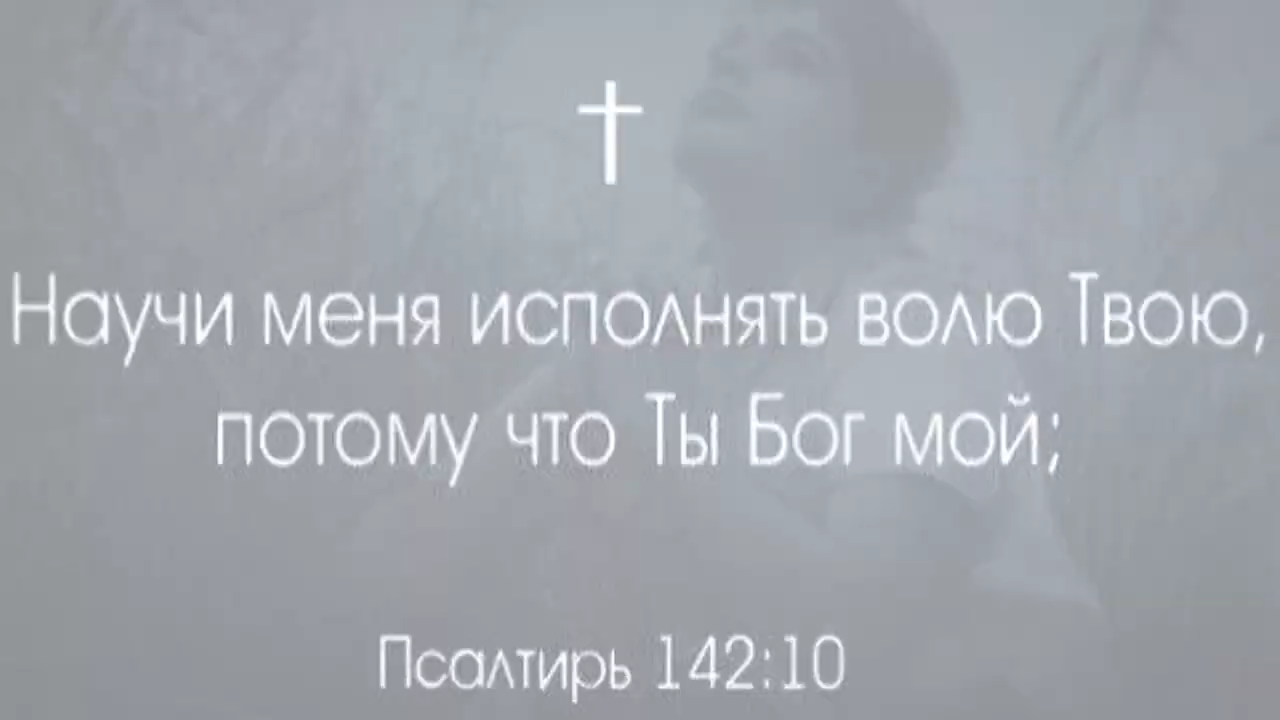 Научи меня исполнять волю Твою,
потому что Ты Бог мой;
Псалтирь 142:10